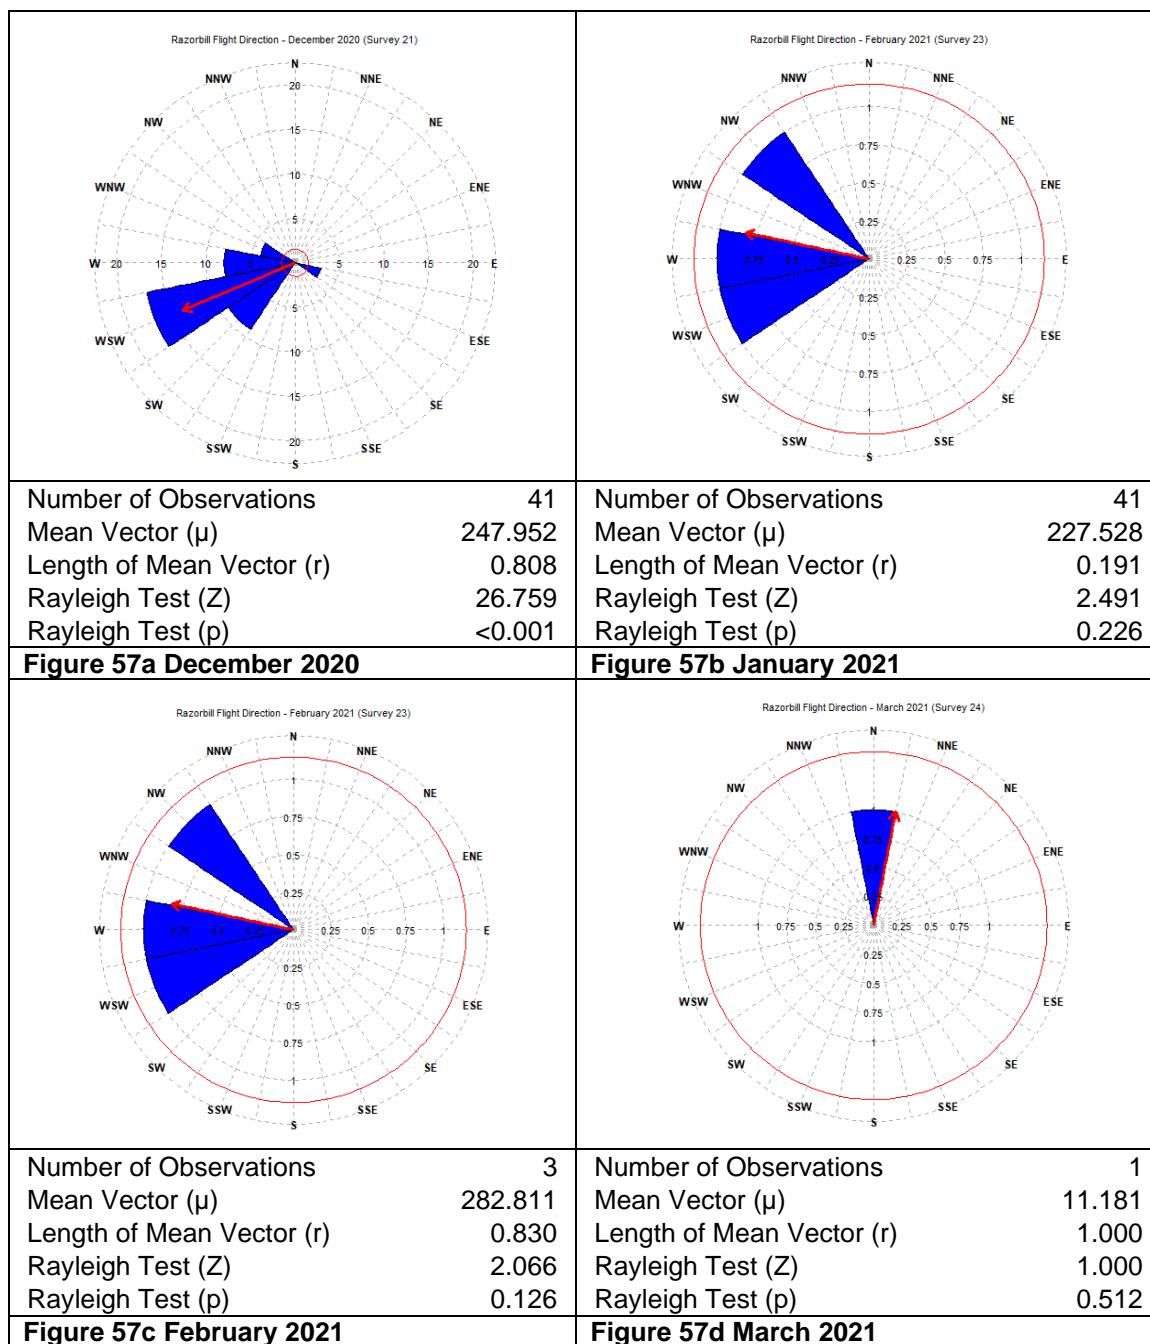 Razorbill Flight Direction - December 2020 (Survey 21)
N
NNW NNE
20
NW NE
15
10
WNW ENE
5
W 20 15 10 5 5 10 15 20 E
5
WSW ESE
10
15
SW SE
20
SSW SSE
S
Number of Observations 41
Mean Vector (µ) 247.952
Length of Mean Vector (r) 0.808
Rayleigh Test (Z) 26.759
Rayleigh Test (p) <0.001
Figure 57a December 2020
Razorbill Flight Direction - February 2021 (Survey 23)
N
NNW NNE
1
NW NE
0.75
0.5
WNW ENE
0.25
W 0.75 0.5 0.25 0.25 0.5 0.75 1 E
0.25
WSW ESE
0.5
0.75
SW SE
1
SSW SSE
S
Number of Observations 41
Mean Vector (µ) 227.528
Length of Mean Vector (r) 0.191
Rayleigh Test (Z) 2.491
Rayleigh Test (p) 0.226
Figure 57b January 2021
Razorbill Flight Direction - February 2021 (Survey 23)
N
NNW NNE
1
NW NE
0.75
0.5
WNW ENE
0.25
W 0.75 0.5 0.25 0.25 0.5 0.75 1 E
0.25
WSW ESE
0.5
0.75
SW SE
1
SSW SSE
S
Number of Observations 3
Mean Vector (µ) 282.811
Length of Mean Vector (r) 0.830
Rayleigh Test (Z) 2.066
Rayleigh Test (p) 0.126
Figure 57c February 2021
Razorbill Flight Direction - March 2021 (Survey 24)
N
NNW NNE
NW NE
0.75
WNW ENE
0.5
0.25
W 1 0.75 0.5 0.25 0.25 0.5 0.75 1 E
0.25
WSW ESE
0.5
0.75
SW SE
1
SSW SSE
S
Number of Observations 1
Mean Vector (µ) 11.181
Length of Mean Vector (r) 1.000
Rayleigh Test (Z) 1.000
Rayleigh Test (p) 0.512
Figure 57d March 2021